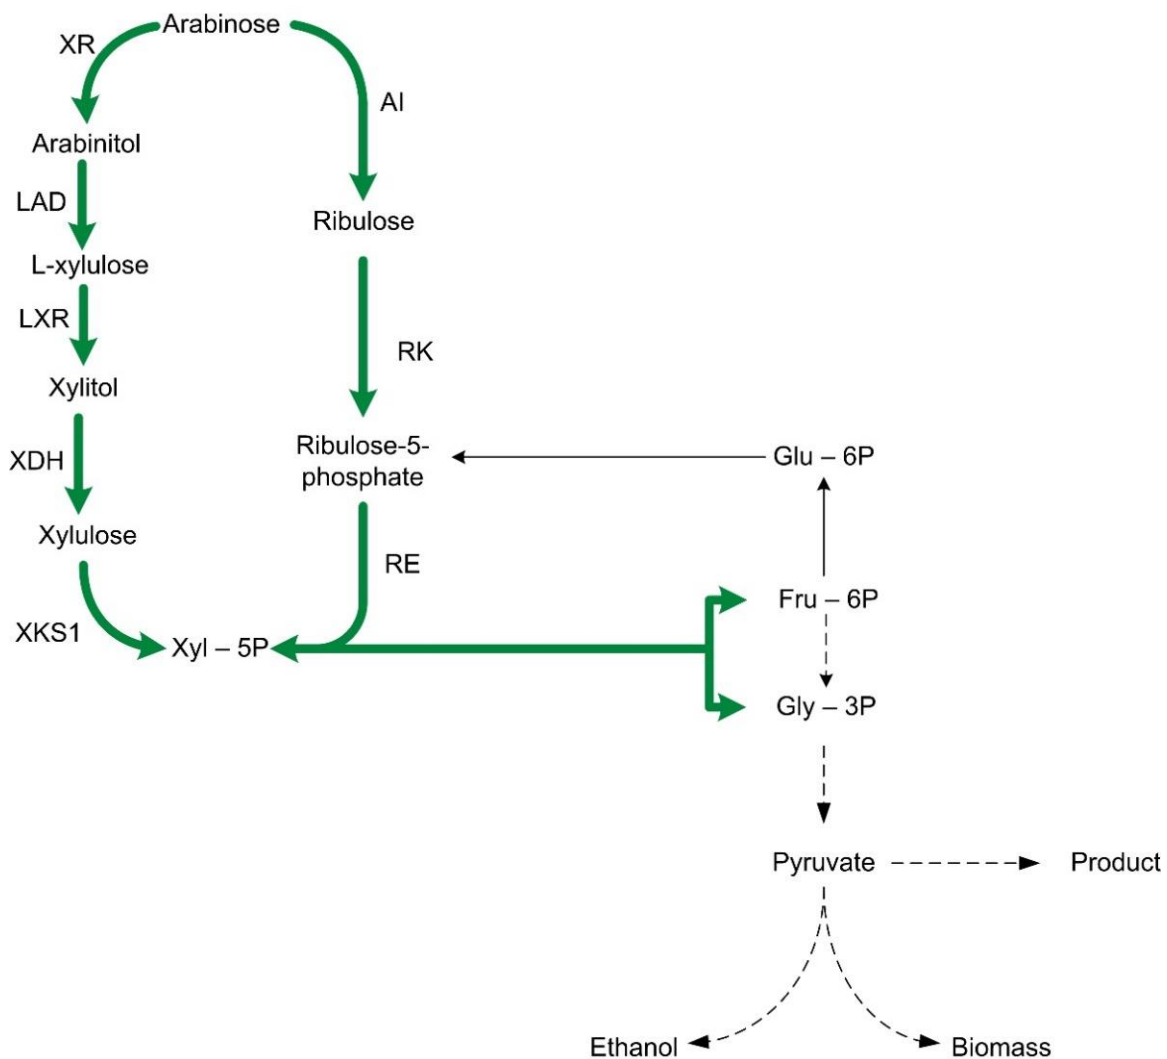 Arabinose
XR
AI
Arabinitol
LAD
Ribulose
L-xylulose
LXR
RK
Xylitol
Ribulose-5-
phosphate
Glu – 6P
XDH
Xylulose
RE
Fru – 6P
XKS1
Xyl – 5P
Gly – 3P
Pyruvate
Product
Ethanol
Biomass